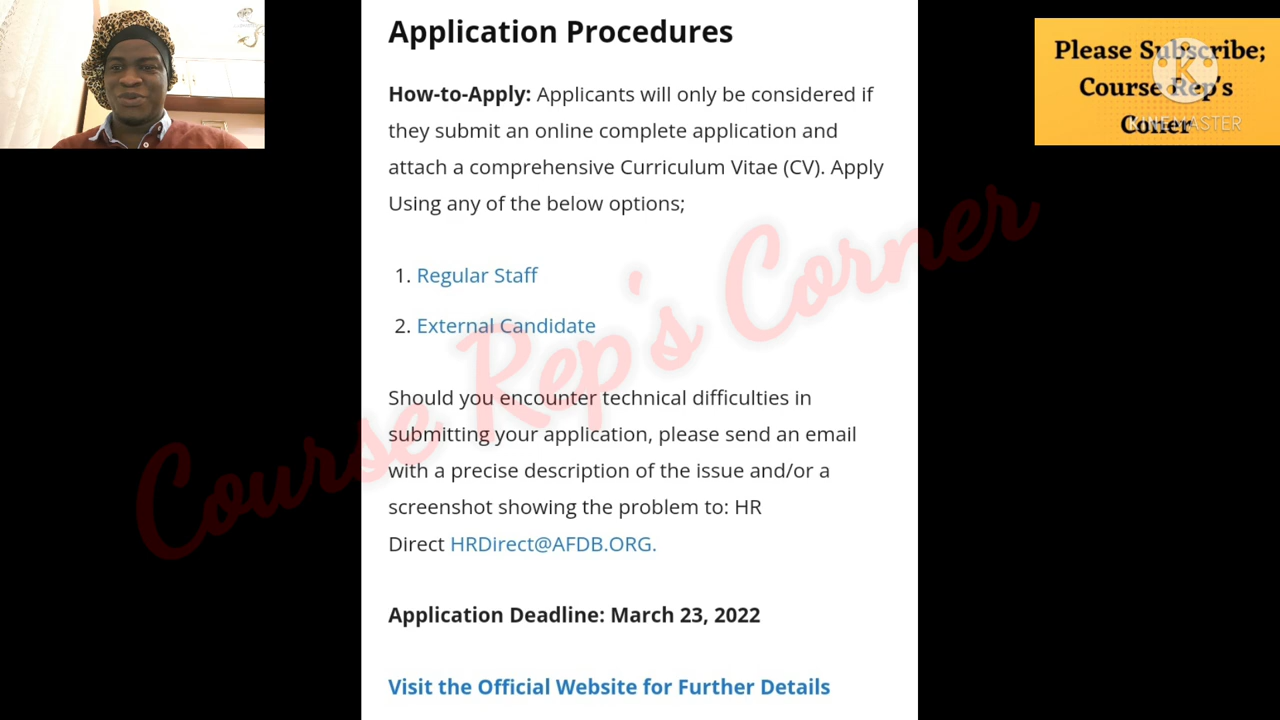 Application Procedures
How-to-Apply: Applicants will only be considered if
they submit an online complete application and
attach a comprehensive Curriculum Vitae (CV). Apply
Using any of the below options;
1. Regular Staff
2. External Candidate
Should you encounter technical difficulties in
submitting your application, please send an email
with a precise description of the issue and/or a
screenshot showing the problem to: HR
Direct HRDirect@AFDB.ORG.
Application Deadline: March 23, 2022
Visit the Official Website for Further Details
Please Subscribe;
Course Rep's
Coner
K
KINEMASTER
Course Rep's Corner